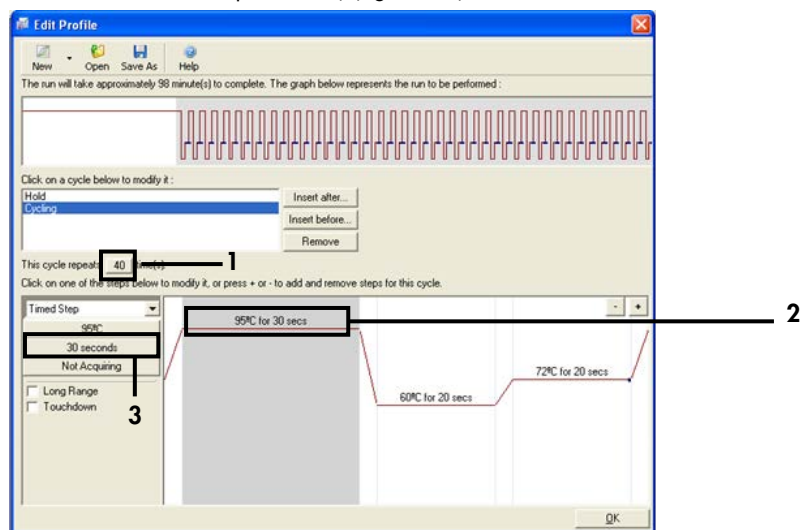 Edit Profile
New Open Save As Help
The run will take approximately 98 minute(s) to complete. The graph below represents the run to be performed :
Click on a cycle below to modify it :
Hold
Cycling
Insert after...
Insert before...
Remove
This cycle repeats 40 time(s).
1
Click on one of the steps below to modify it, or press + or - to add and remove steps for this cycle.
Timed Step
- +
95ºC
95ºC for 30 secs
2
30 seconds
Not Acquiring
72ºC for 20 secs
Long Range
60ºC for 20 secs
Touchdown
3
OK